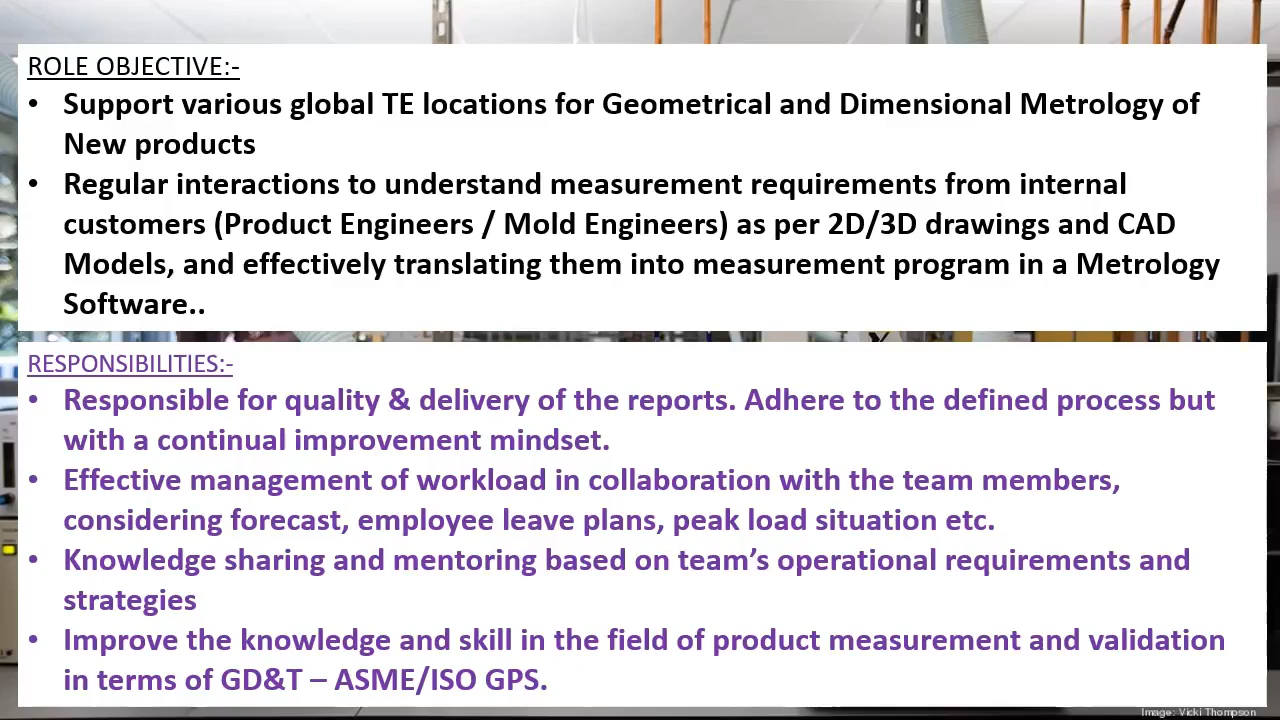 ROLE OBJECTIVE:-
• Support various global TE locations for Geometrical and Dimensional Metrology of
New products
• Regular interactions to understand measurement requirements from internal
customers (Product Engineers / Mold Engineers) as per 2D/3D drawings and CAD
Models, and effectively translating them into measurement program in a Metrology
Software..
RESPONSIBILITIES:-
• Responsible for quality & delivery of the reports. Adhere to the defined process but
with a continual improvement mindset.
• Effective management of workload in collaboration with the team members,
considering forecast, employee leave plans, peak load situation etc.
• Knowledge sharing and mentoring based on team’s operational requirements and
strategies
• Improve the knowledge and skill in the field of product measurement and validation
in terms of GD&T – ASME/ISO GPS.
Image: Vicki Thompson